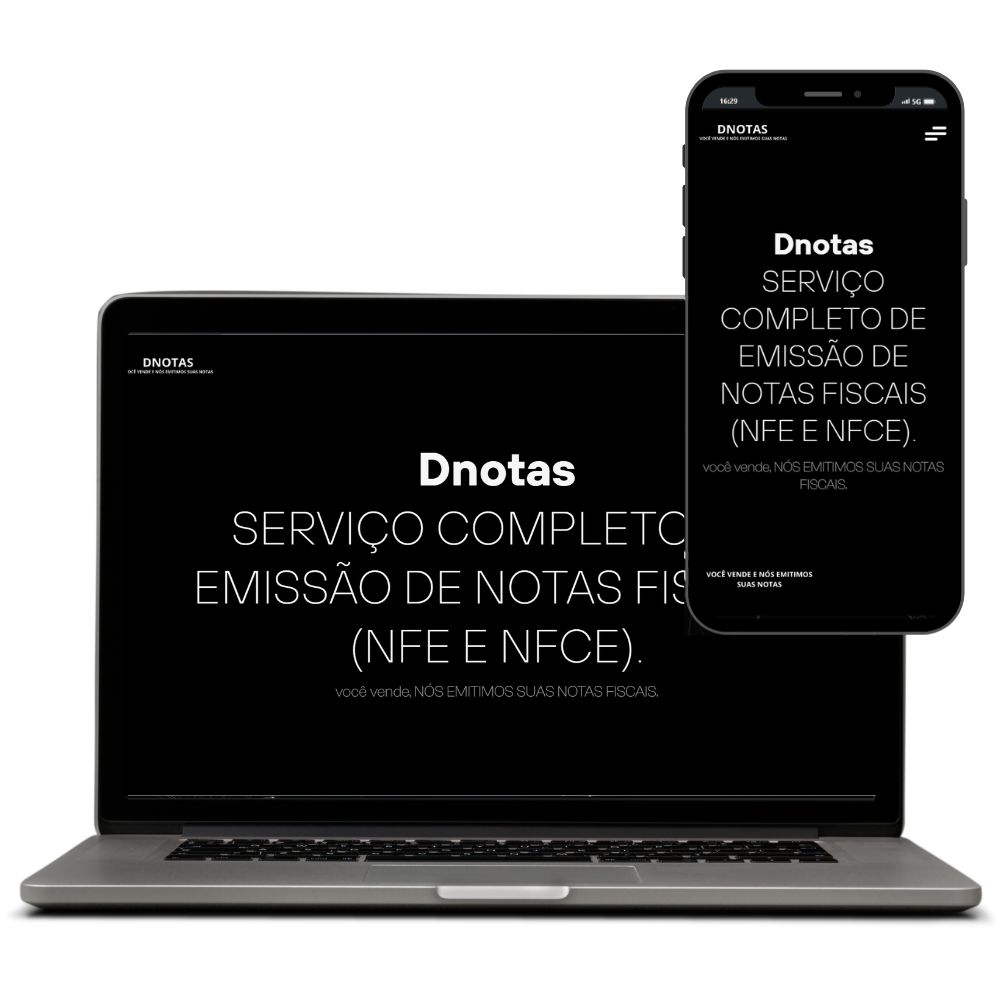 16:29
5G
DNOTAS
VOCÊ VENDE E NÓS EMITIMOS SUAS NOTAS
Dnotas
SERVIÇO
COMPLETO DE
EMISSÃO DE
NOTAS FISCAIS
(NFE E NFCE).
você vende, NÓS EMITIMOS SUAS NOTAS
FISCAIS.
VOCÊ VENDE E NÓS EMITIMOS
SUAS NOTAS
DNOTAS
OCÊ VENDE E NÓS EMITIMOS SUAS NOTAS
Dnotas
SERVIÇO COMPLETO
EMISSÃO DE NOTAS FIS
(NFE E NFCE).
você vende, NÓS EMITIMOS SUAS NOTAS FISCAIS.